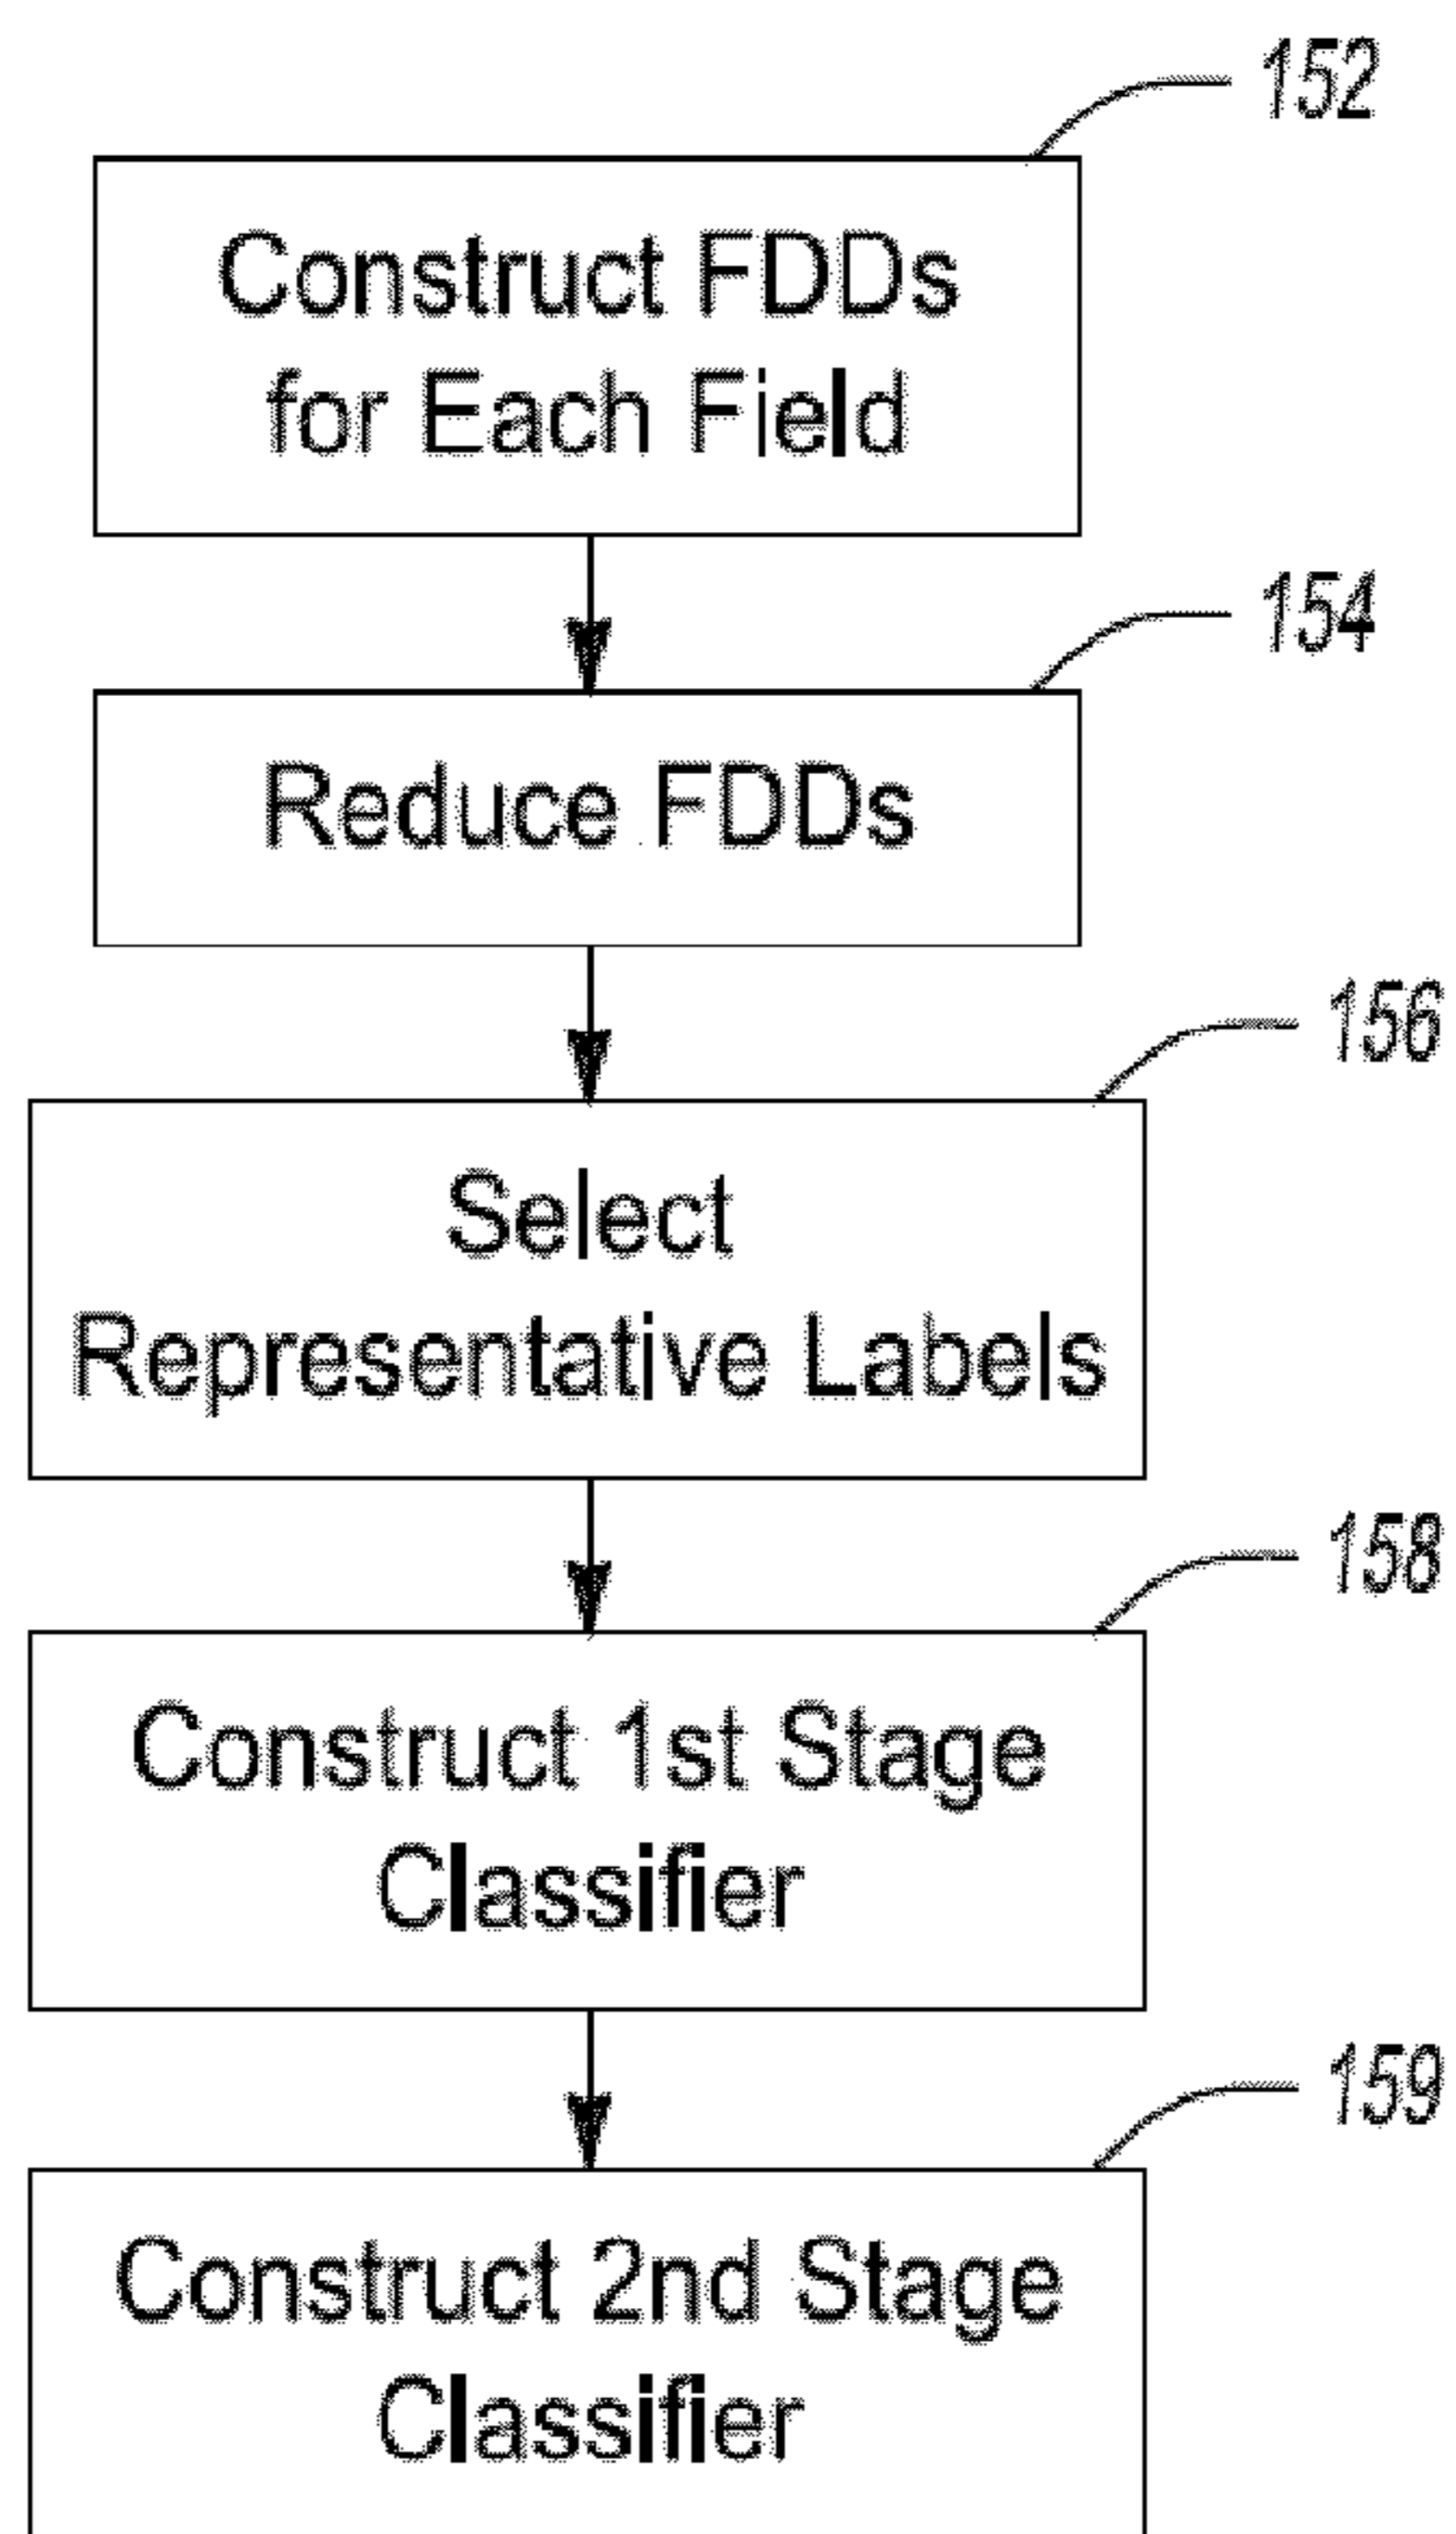 152
Construct FDDs
for Each Field
154
Reduce FDDs
156
Select
Representative Labels
158
Construct 1st Stage
Classifier
159
Construct 2nd Stage
Classifier